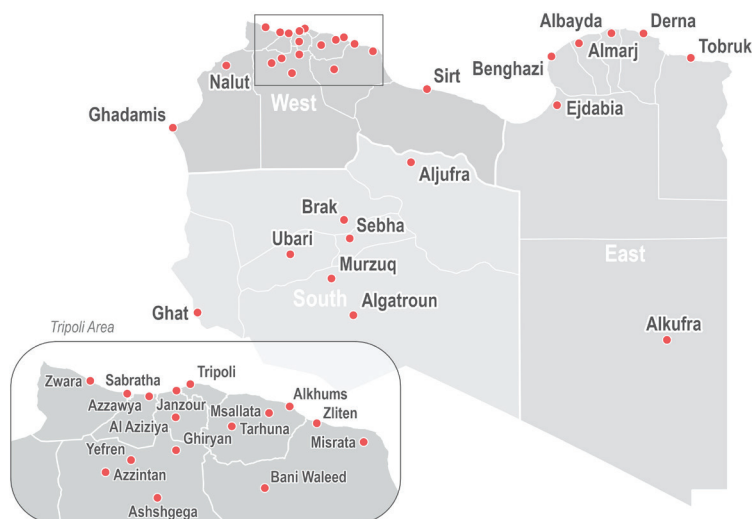 Albayda
Derna
Almarj
Tobruk
Benghazi
Nalut
Sirt
West
Ejdabia
Ghadamis
Aljufra
Brak
Sebha
Ubari
East
Murzuq
South
Algatroun
Ghat
Alkufra
Tripoli Area
Tripoli
Zwara
Sabratha
Alkhums
Azzawya
Janzour
Msallata
Zliten
Al Aziziya
Tarhuna
Ghiryan
Misrata
Yefren
Azzintan
Bani Waleed
Ashshgega